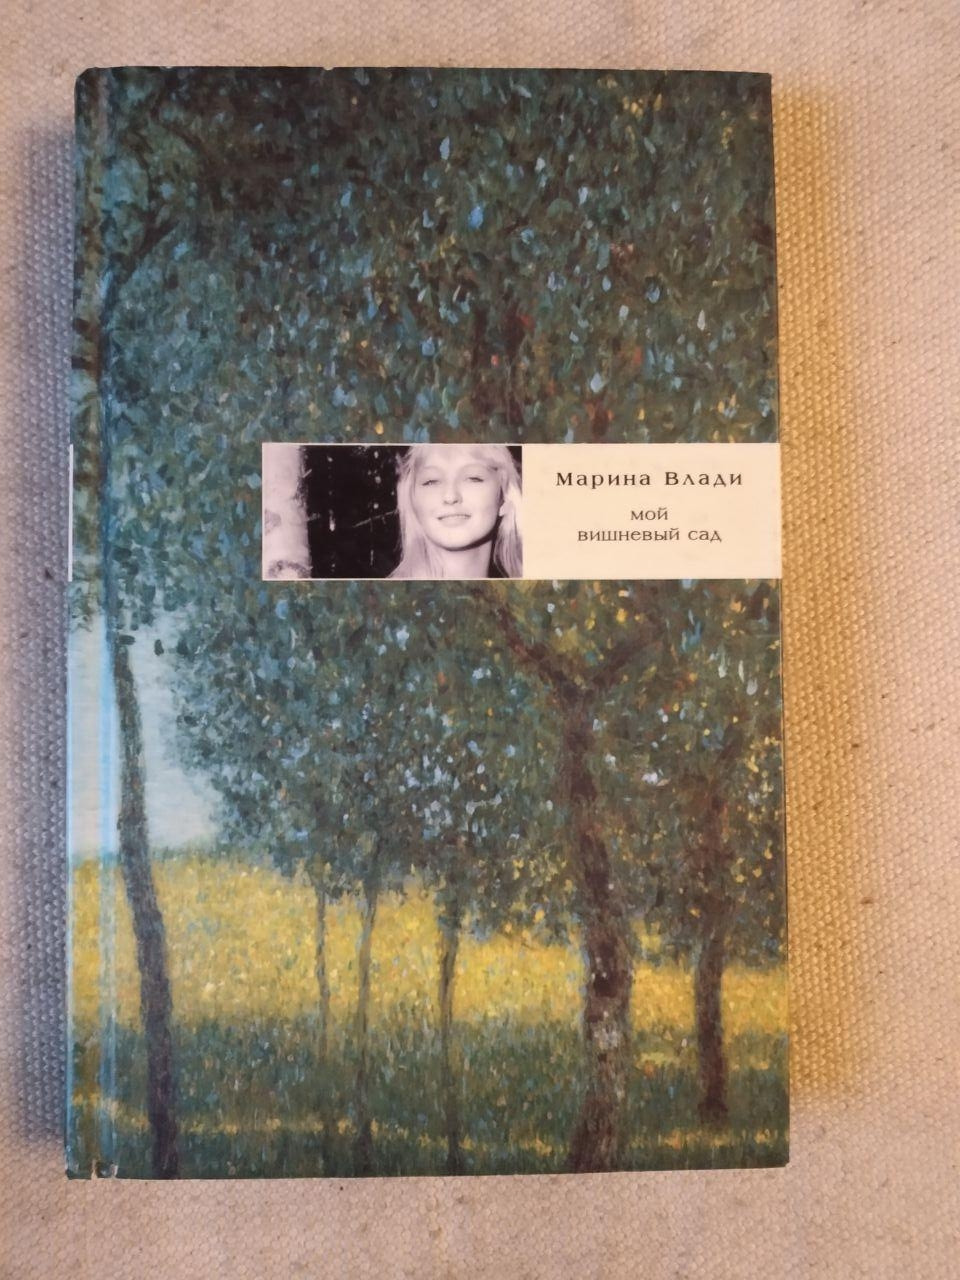 Марина Влади
мой
вишневый сад